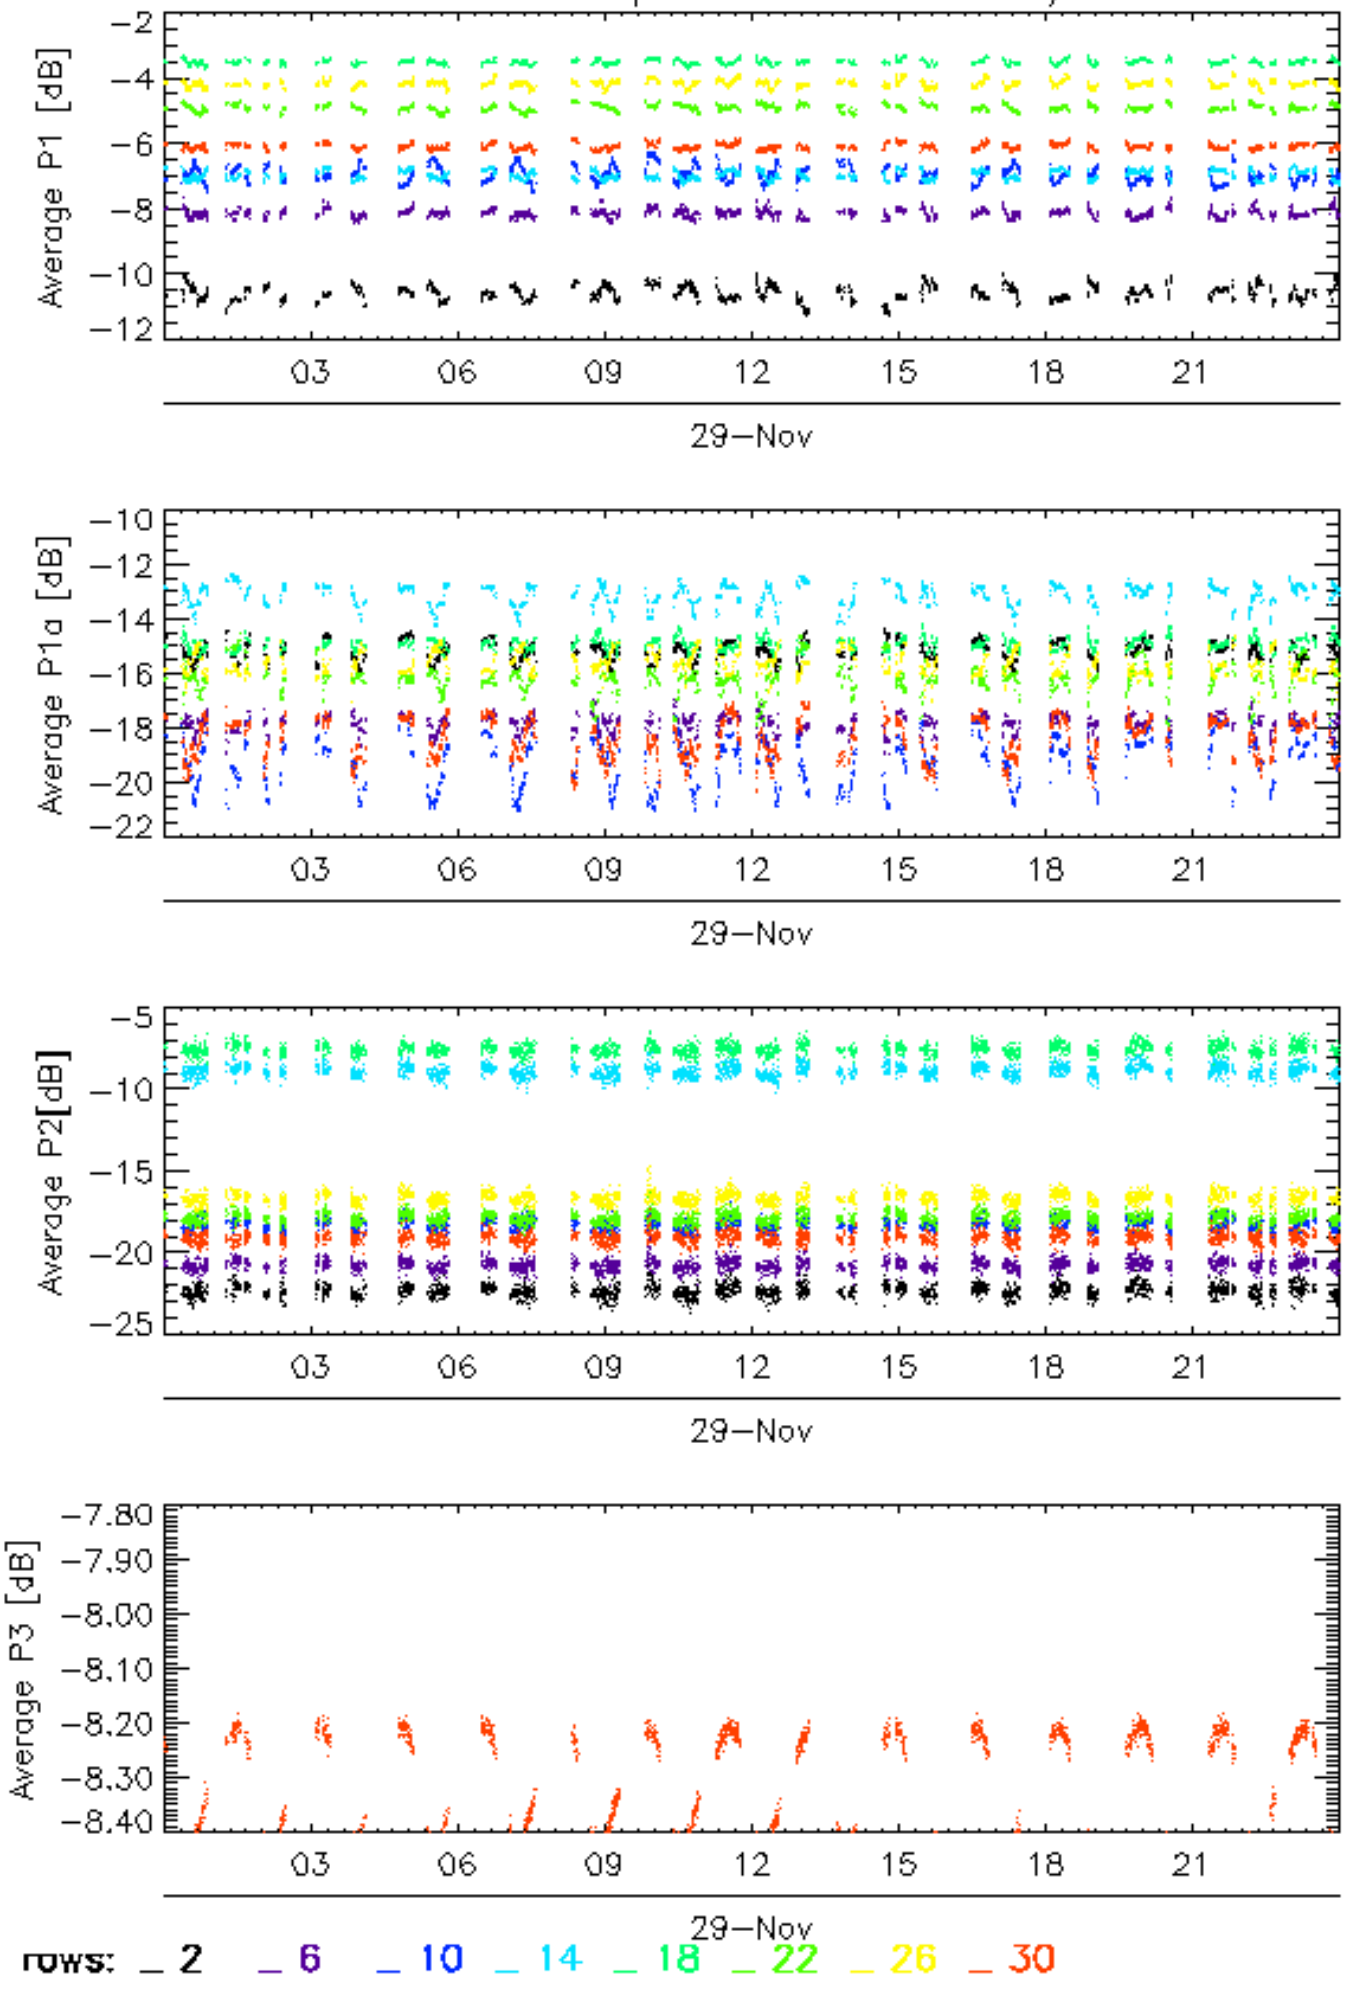 Average P1 [dB]
-2
-4
-6
-8
-10
-12
03 06 09 12 15 18 21
29-Nov
Average P1a [dB]
-10
-12
-14
-16
-18
-20
-22
03 06 09 12 15 18 21
29-Nov
Average P2[dB]
-5
-10
-15
-20
-25
03 06 09 12 15 18 21
29-Nov
Average P3 [dB]
-7.80
-7.90
-8.00
-8.10
-8.20
-8.30
-8.40
03 06 09 12 15 18 21
29-Nov
rows: _ 2 _ 6 _ 10 _ 14 _ 18 _ 22 _ 26 _ 30